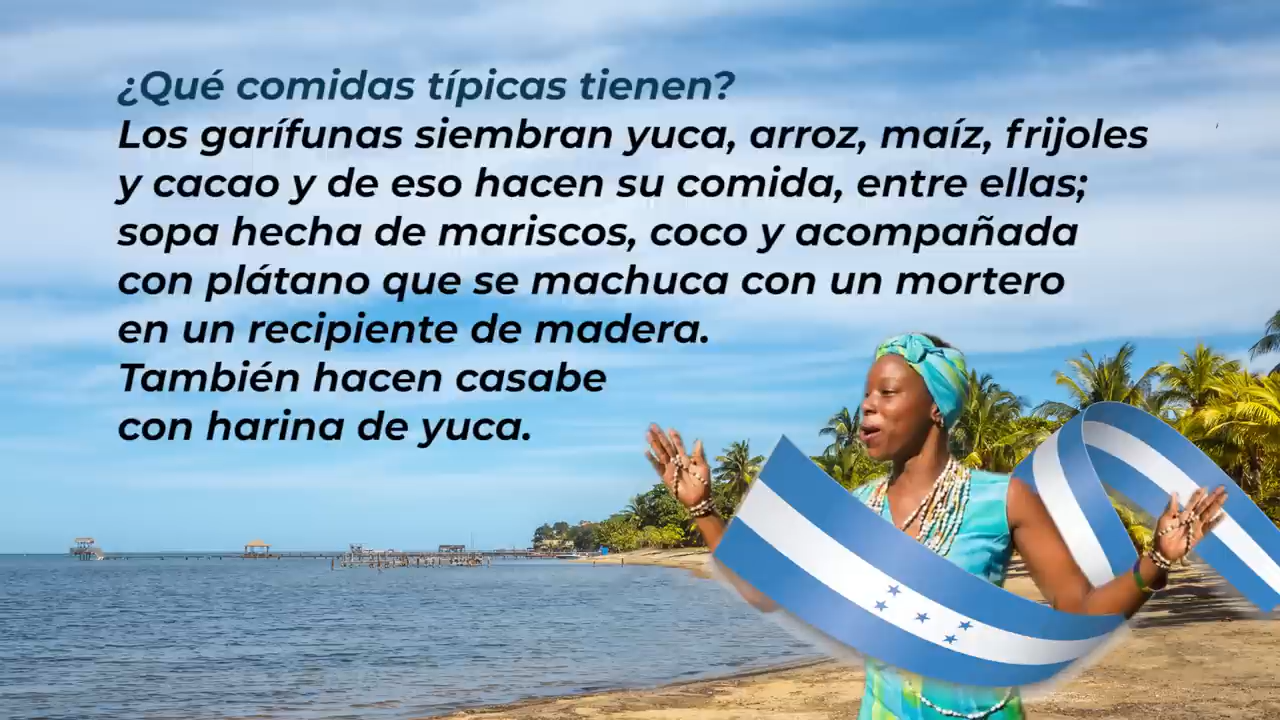 ¿Qué comidas típicas tienen?
Los garífunas siembran yuca, arroz, maíz, frijoles
y cacao y de eso hacen su comida, entre ellas;
sopa hecha de mariscos, coco y acompañada
con plátano que se machuca con un mortero
en un recipiente de madera.
También hacen casabe
con harina de yuca.